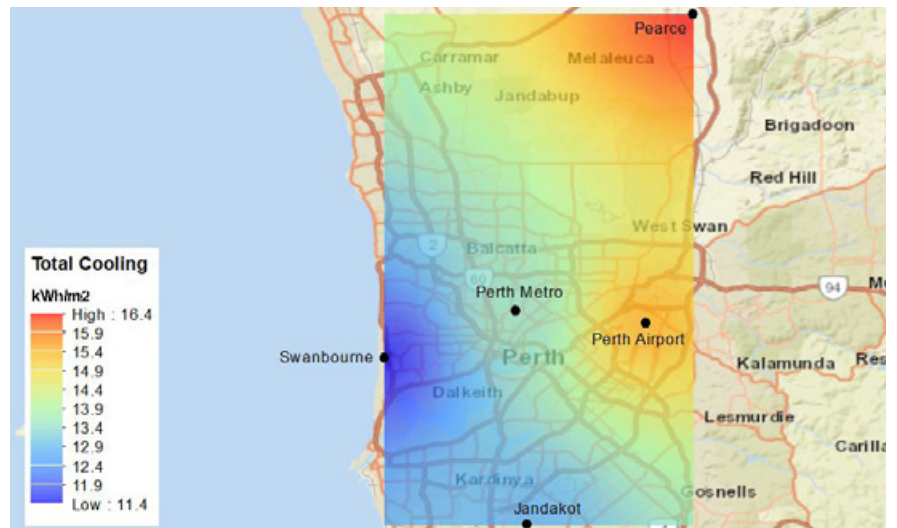 Pearce
Carramar
Melaleuca
Ashby
Jandabup
Brigadoon
Red Hill
West Swan
2
Balcatta
60
Total Cooling
kWh/m2
High : 16.4
15.9
15.4
14.9
14.4
13.9
13.4
12.9
12.4
11.9
Low : 11.4
94
Perth Metro
Perth Airport
Swanbourne
Perth
Kalamunda
Dalkeith
Lesmurdie
Carilla
Kardinya
Gosnells
Jandakot